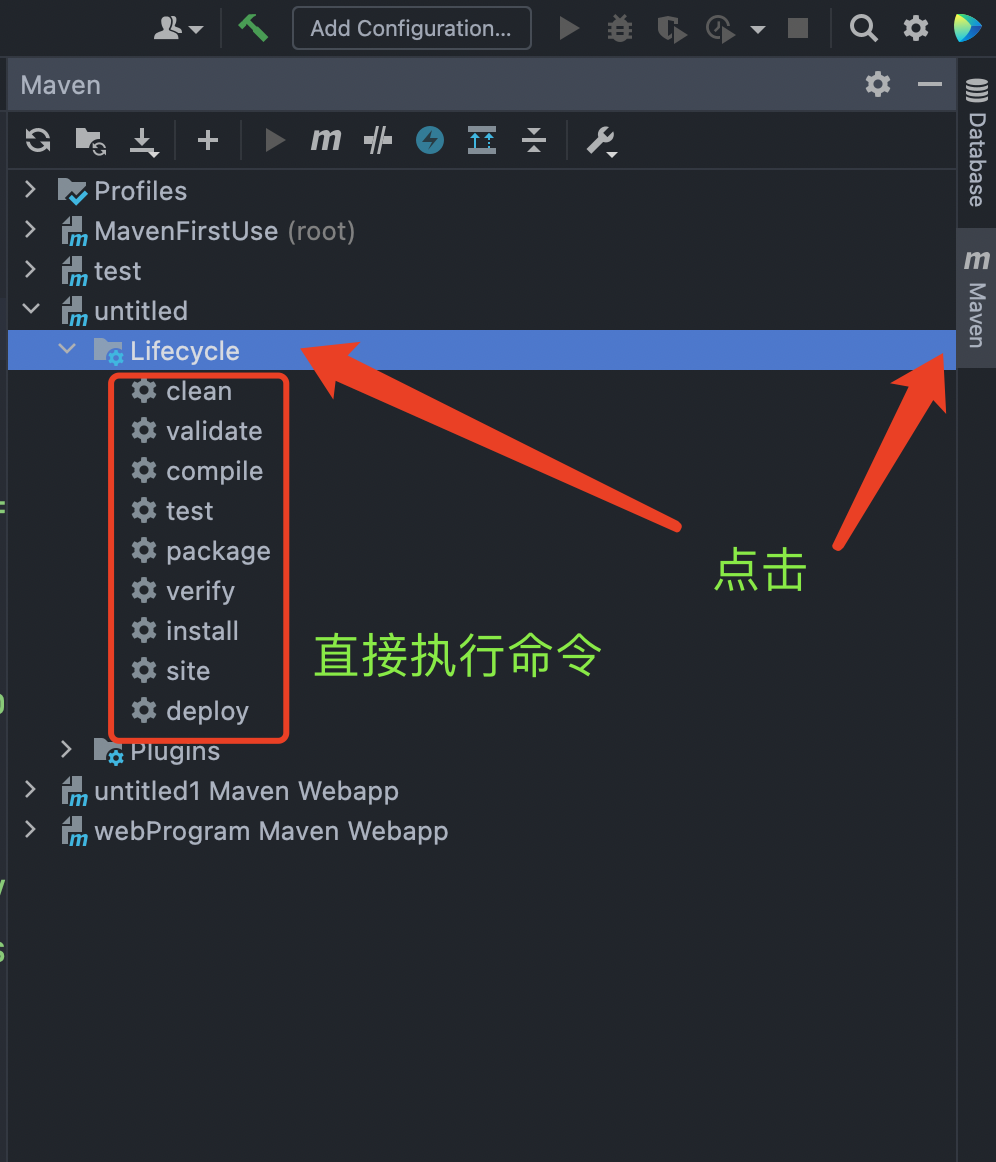 Add Configuration...
Maven
Database
Profiles
MavenFirstUse (root)
m Maven
test
untitled
Lifecycle
clean
validate
compile
test
package
verify
install
site
deploy
点击
直接执行命令
Plugins
untitled1 Maven Webapp
webProgram Maven Webapp